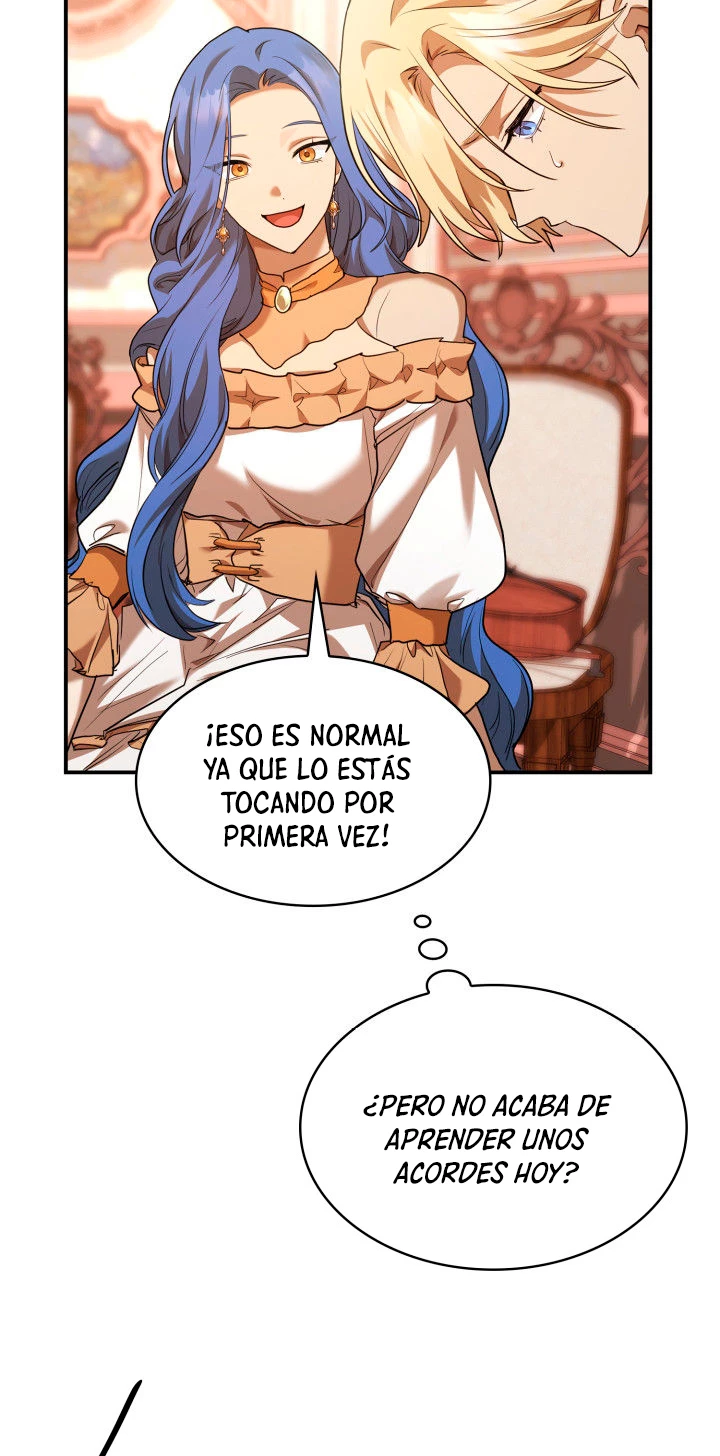 ¡ESO ES NORMAL
YA QUE LO ESTÁS
TOCANDO POR
PRIMERA VEZ!
¿PERO NO ACABA DE
APRENDER UNOS
ACORDES HOY?